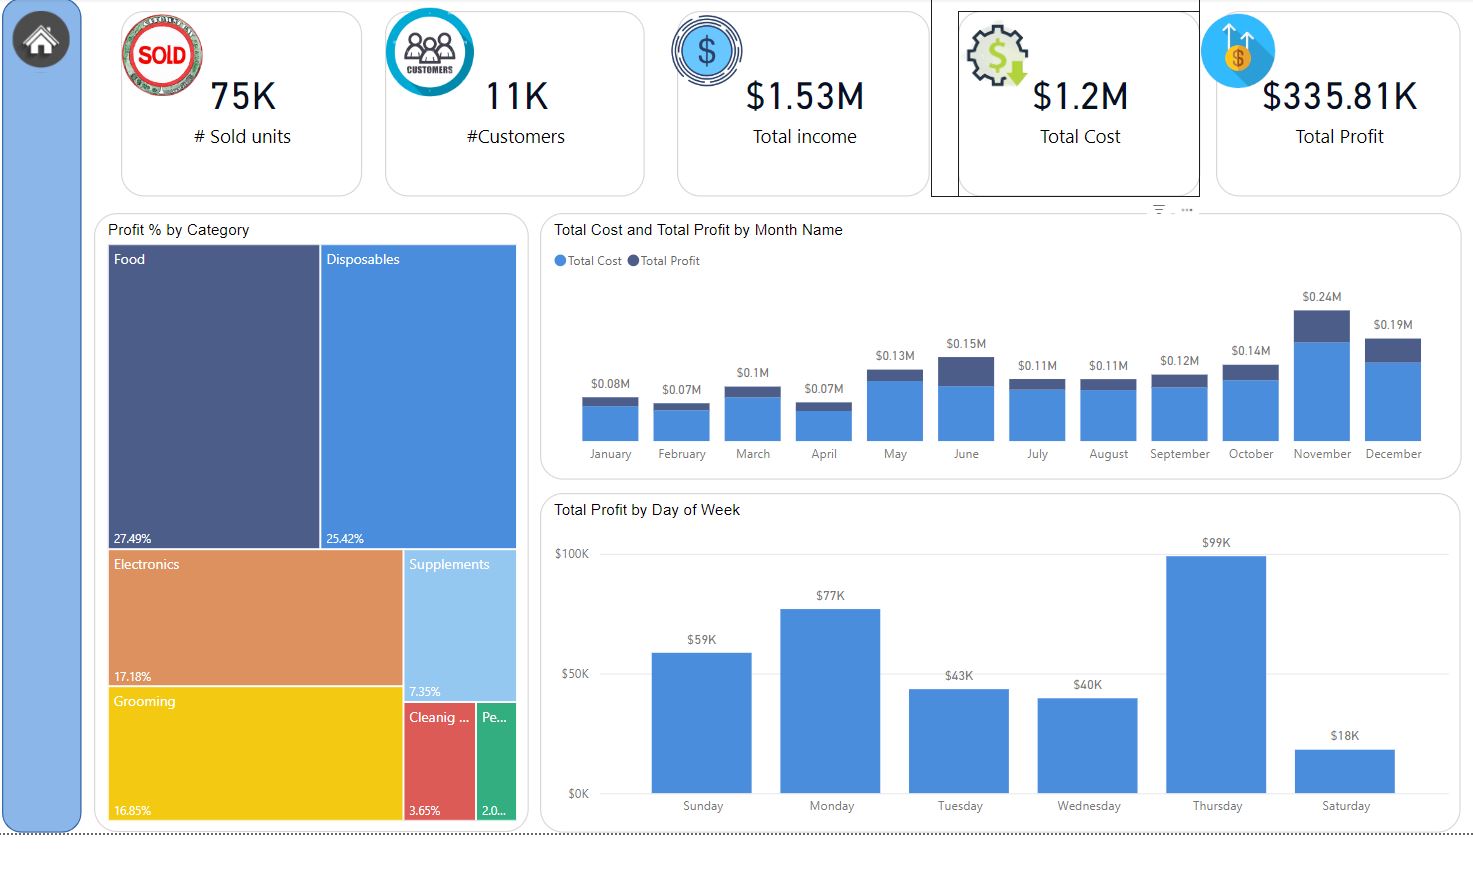 SOLD
75K
# Sold units
CUSTOMERS
11K
#Customers
$
$1.53M
Total income
$
$1.2M
Total Cost
$
$335.81K
Total Profit
Profit % by Category
Food
27.49%
Disposables
25.42%
Electronics
17.18%
Supplements
7.35%
Grooming
16.85%
Cleanig ...
3.65%
Pe...
2.0...
Total Cost and Total Profit by Month Name
Total Cost Total Profit
$0.08M $0.07M $0.1M $0.07M $0.13M $0.15M $0.11M $0.11M $0.12M $0.14M $0.24M $0.19M
January February March April May June July August September October November December
Total Profit by Day of Week
$100K
$50K
$0K
$59K $77K $43K $40K $99K $18K
Sunday Monday Tuesday Wednesday Thursday Saturday